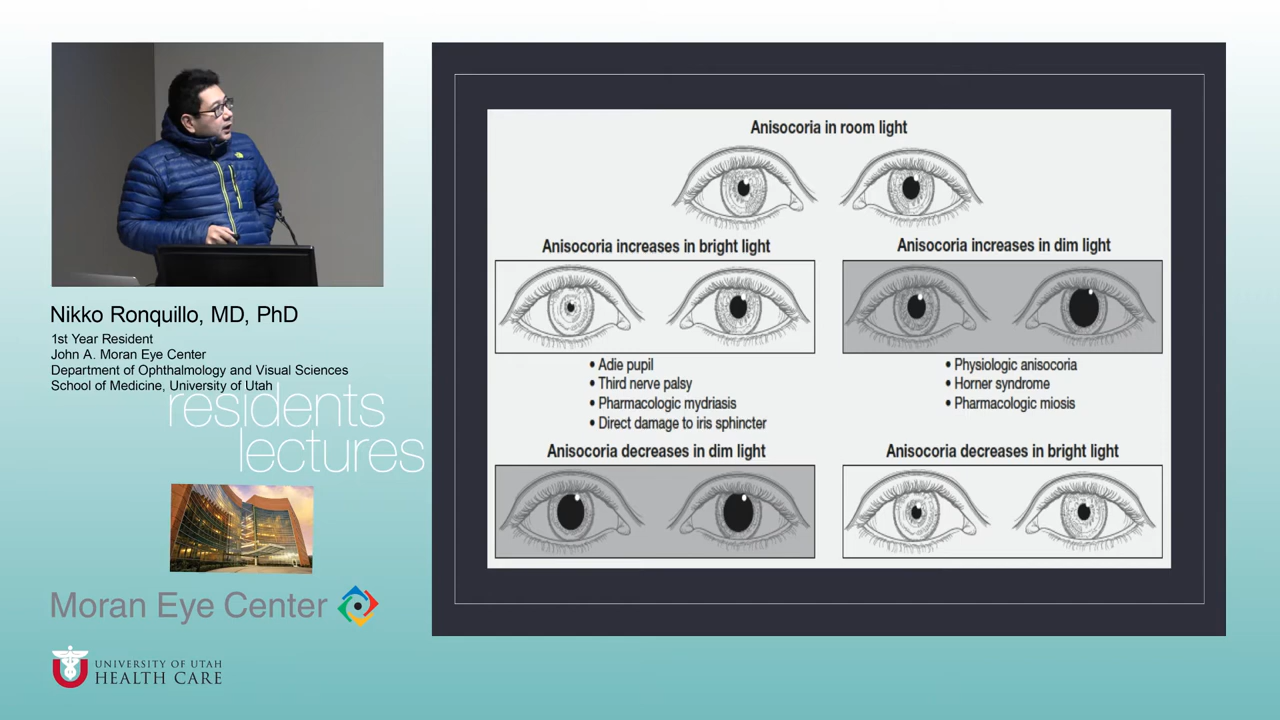 Nikko Ronquillo, MD, PhD
1st Year Resident
John A. Moran Eye Center
Department of Ophthalmology and Visual Sciences
School of Medicine, University of Utah
residents
lectures
Moran Eye Center
UNIVERSITY OF UTAH
HEALTH CARE
Anisocoria in room light
Anisocoria increases in bright light
• Adie pupil
• Third nerve palsy
• Pharmacologic mydriasis
• Direct damage to iris sphincter
Anisocoria decreases in dim light
Anisocoria increases in dim light
• Physiologic anisocoria
• Horner syndrome
• Pharmacologic miosis
Anisocoria decreases in bright light